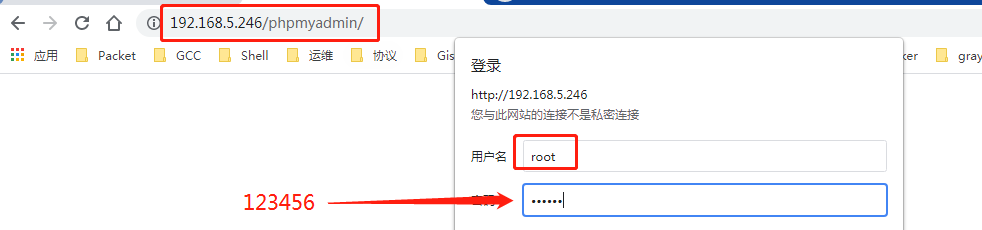 192.168.5.246/phpmyadmin/
应用 Packet GCC Shell 运维 协议 Gis ker gray
登录
http://192.168.5.246
您与此网站的连接不是私密连接
用户名 root
123456 ••••••